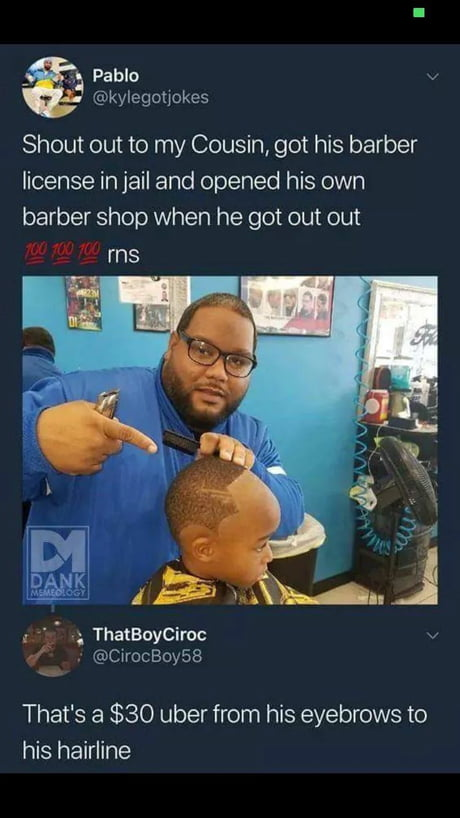 Pablo
@kylegotjokes
Shout out to my Cousin, got his barber
license in jail and opened his own
barber shop when he got out out
💯💯💯 rns
DM
DANK
MEMEOLOGY
ThatBoyCiroc
@CirocBoy58
That's a $30 uber from his eyebrows to
his hairline